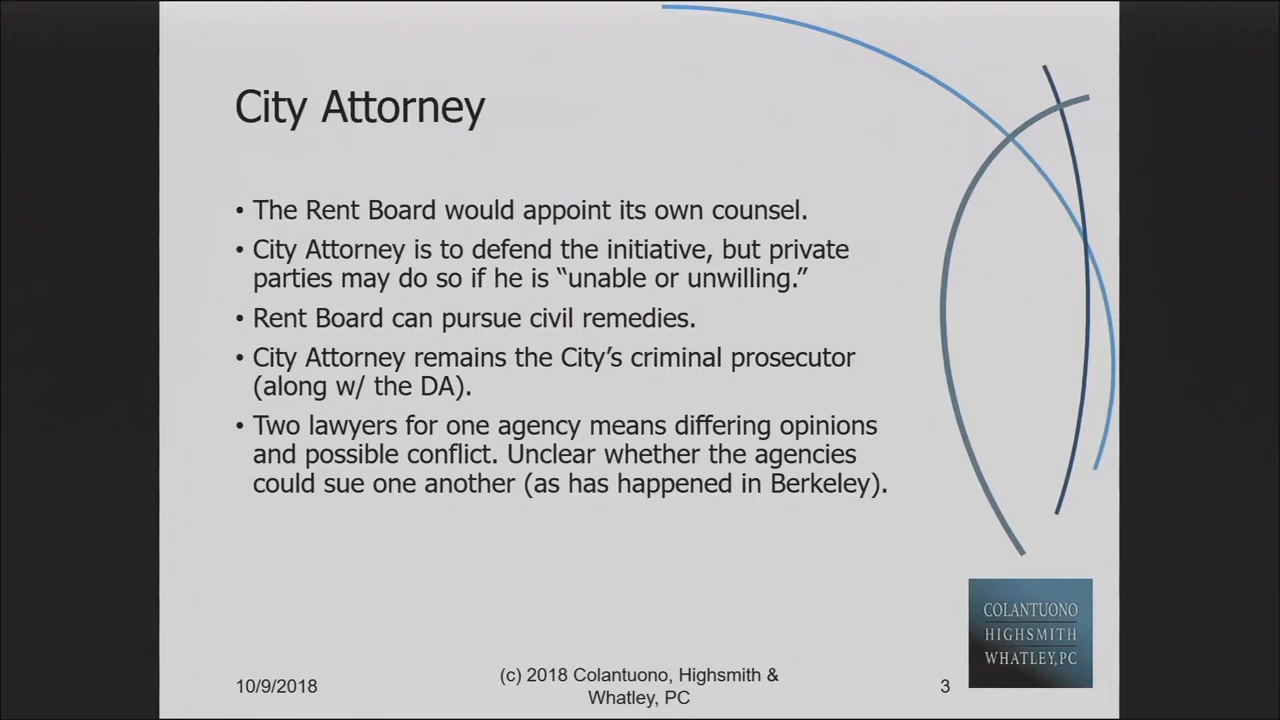 City Attorney
• The Rent Board would appoint its own counsel.
• City Attorney is to defend the initiative, but private
parties may do so if he is “unable or unwilling.”
• Rent Board can pursue civil remedies.
• City Attorney remains the City’s criminal prosecutor
(along w/ the DA).
• Two lawyers for one agency means differing opinions
and possible conflict. Unclear whether the agencies
could sue one another (as has happened in Berkeley).
COLANTUONO
HIGHSMITH
WHATLEY, PC
10/9/2018
(c) 2018 Colantuono, Highsmith &
Whatley, PC
3